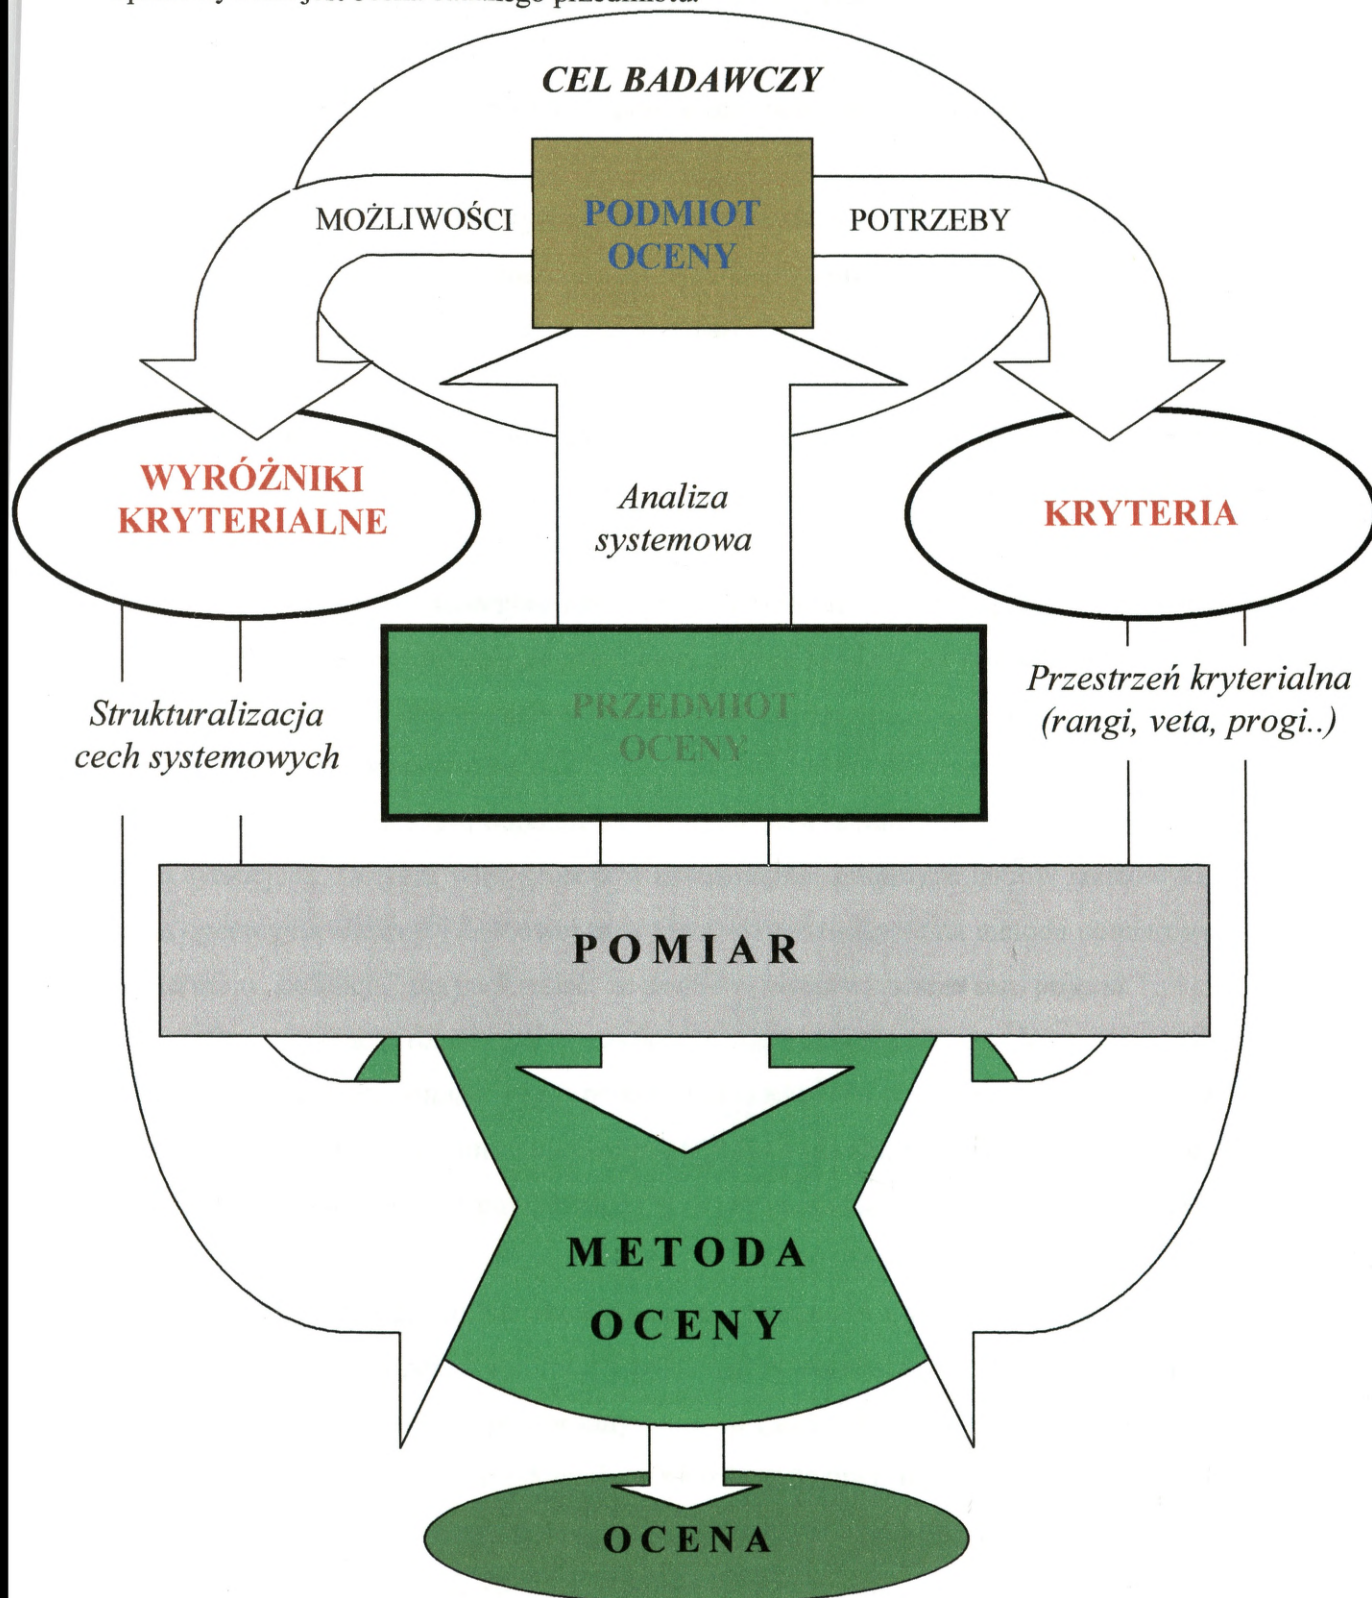 przedmiotu.
CEL BADAWCZY
MOŻLIWOŚCI
PODMIOT
OCENY
POTRZEBY
WYRÓŻNIKI
KRYTERIALNE
Analiza
systemowa
KRYTERIA
Strukturalizacja
cech systemowych
PRZEDMIOT
OCENY
Przestrzeń kryterialna
(rangi, veta, progi..)
POMIAR
METODA
OCENY
OCENA